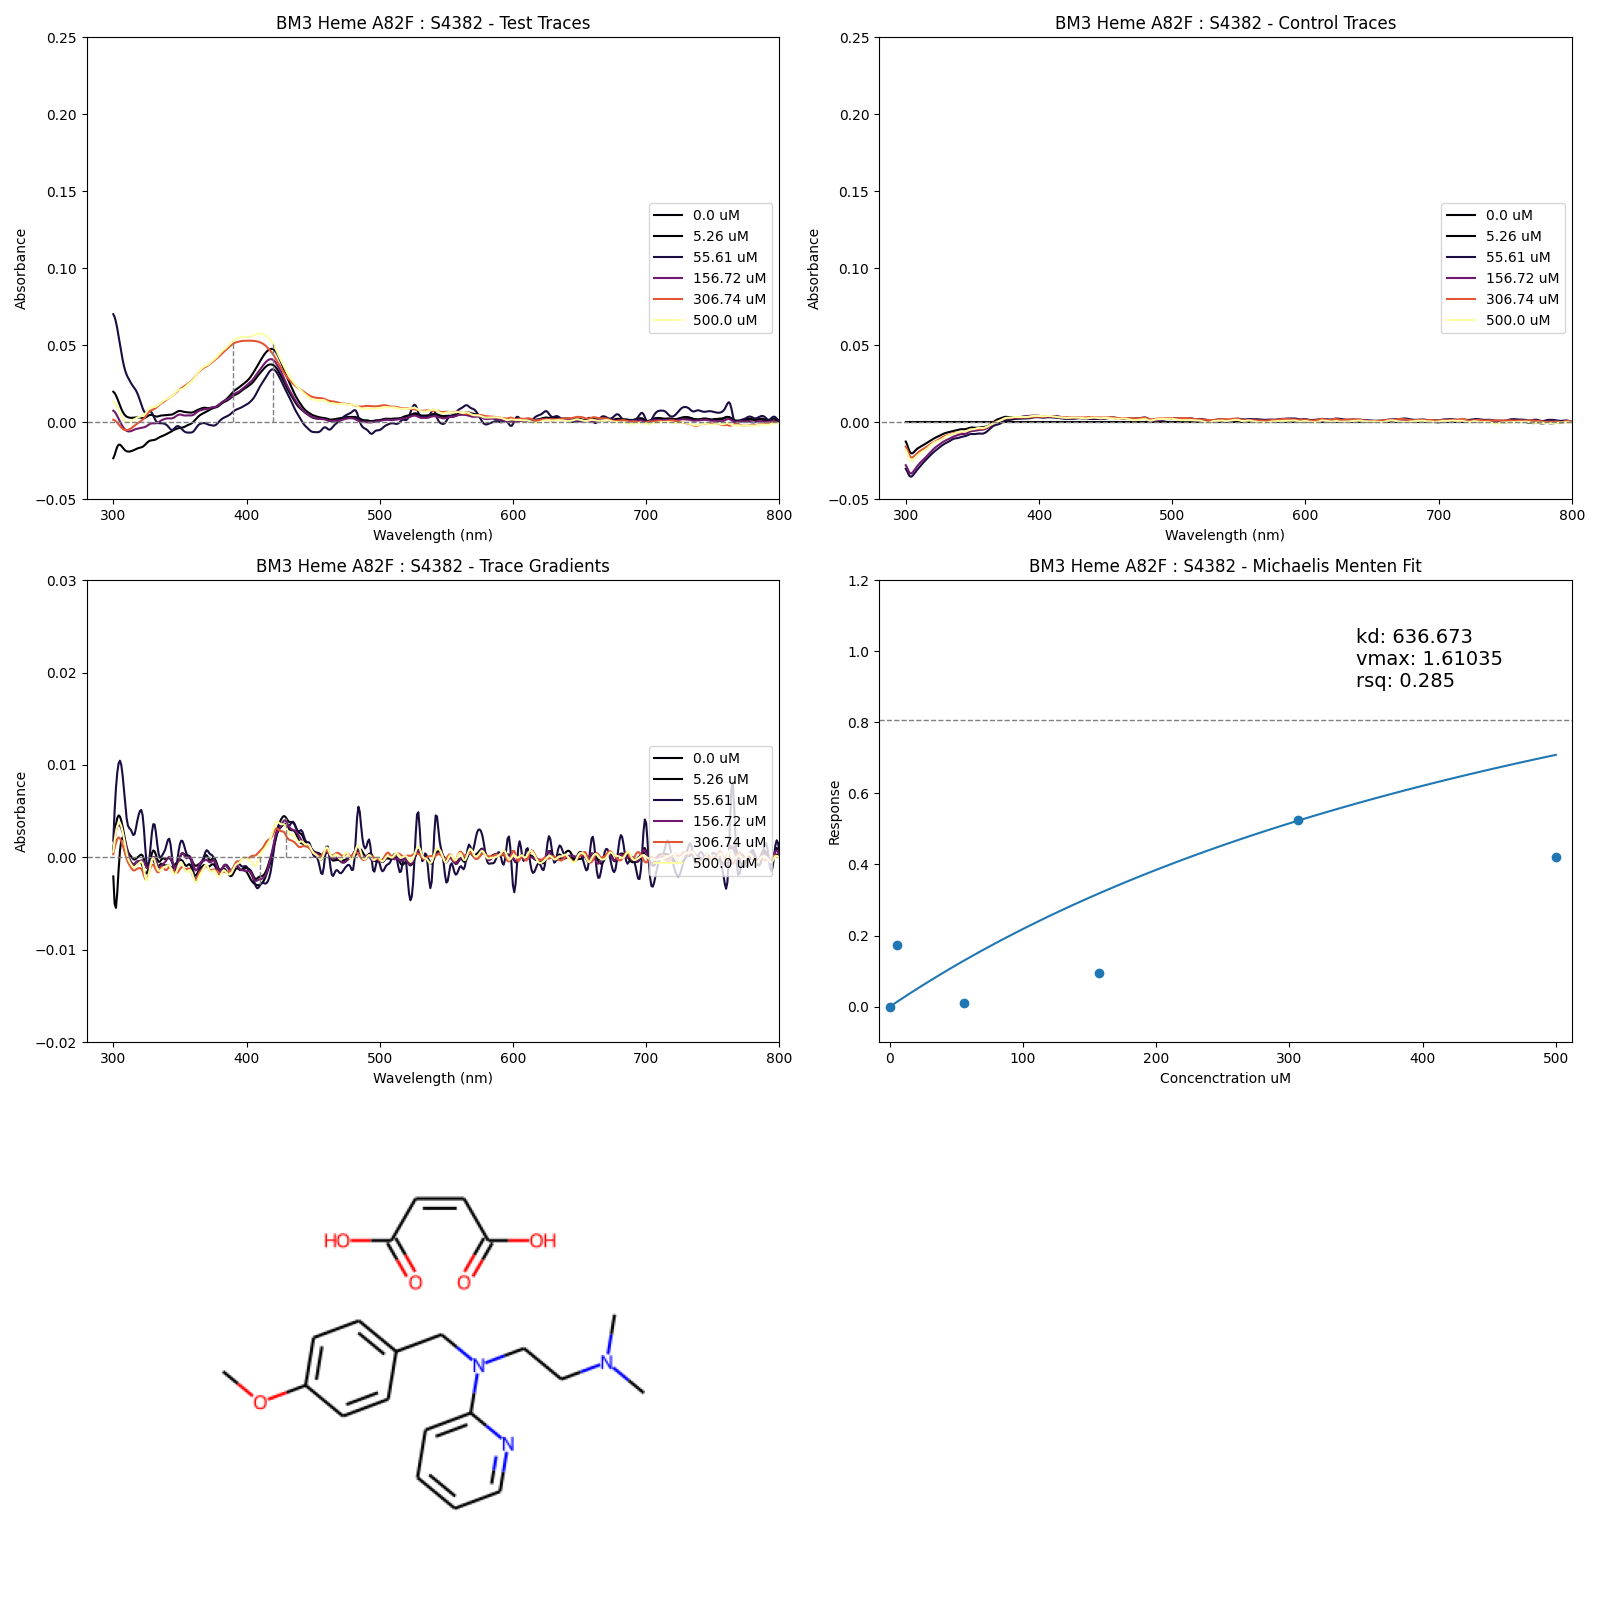 BM3 Heme A82F : S4382 - Test Traces
0.25
0.20
0.15
0.10
0.05
0.00
−0.05
Absorbance
300 400 500 600 700 800
Wavelength (nm)
0.0 uM
5.26 uM
55.61 uM
156.72 uM
306.74 uM
500.0 uM
BM3 Heme A82F : S4382 - Control Traces
0.25
0.20
0.15
0.10
0.05
0.00
−0.05
Absorbance
300 400 500 600 700 800
Wavelength (nm)
0.0 uM
5.26 uM
55.61 uM
156.72 uM
306.74 uM
500.0 uM
BM3 Heme A82F : S4382 - Trace Gradients
0.03
0.02
0.01
0.00
−0.01
−0.02
Absorbance
300 400 500 600 700 800
Wavelength (nm)
0.0 uM
5.26 uM
55.61 uM
156.72 uM
306.74 uM
500.0 uM
BM3 Heme A82F : S4382 - Michaelis Menten Fit
1.2
1.0
0.8
0.6
0.4
0.2
0.0
Response
0 100 200 300 400 500
Concenctration uM
kd: 636.673
vmax: 1.61035
rsq: 0.285
HO OH
O O
N N
O
N